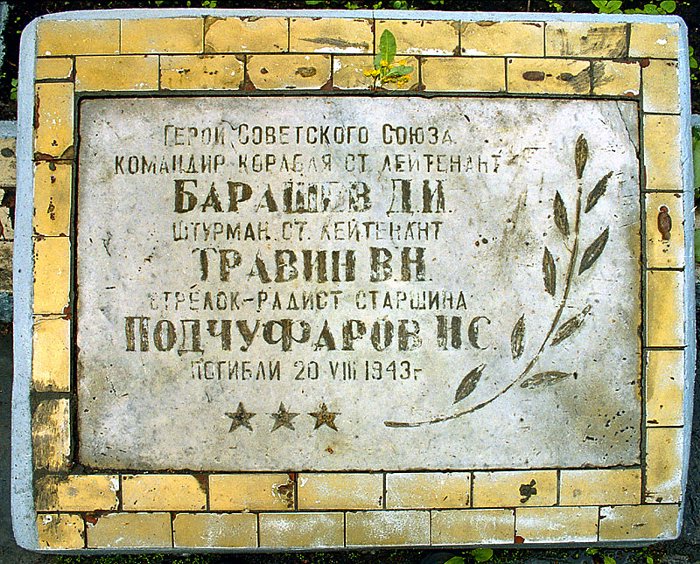 ГЕРОЙ СОВЕТСКОГО СОЮЗА
КОМАНДИР КОРАБЛЯ СТ. ЛЕЙТЕНАНТ
БАРАШЕВ Д.И.
ШТУРМАН СТ. ЛЕЙТЕНАНТ
ТРАВИН В.Н.
СТРЕЛОК-РАДИСТ СТАРШИНА
ПОДЧУФАРОВ Н.С.
ПОГИБЛИ 20 VIII 1943 г